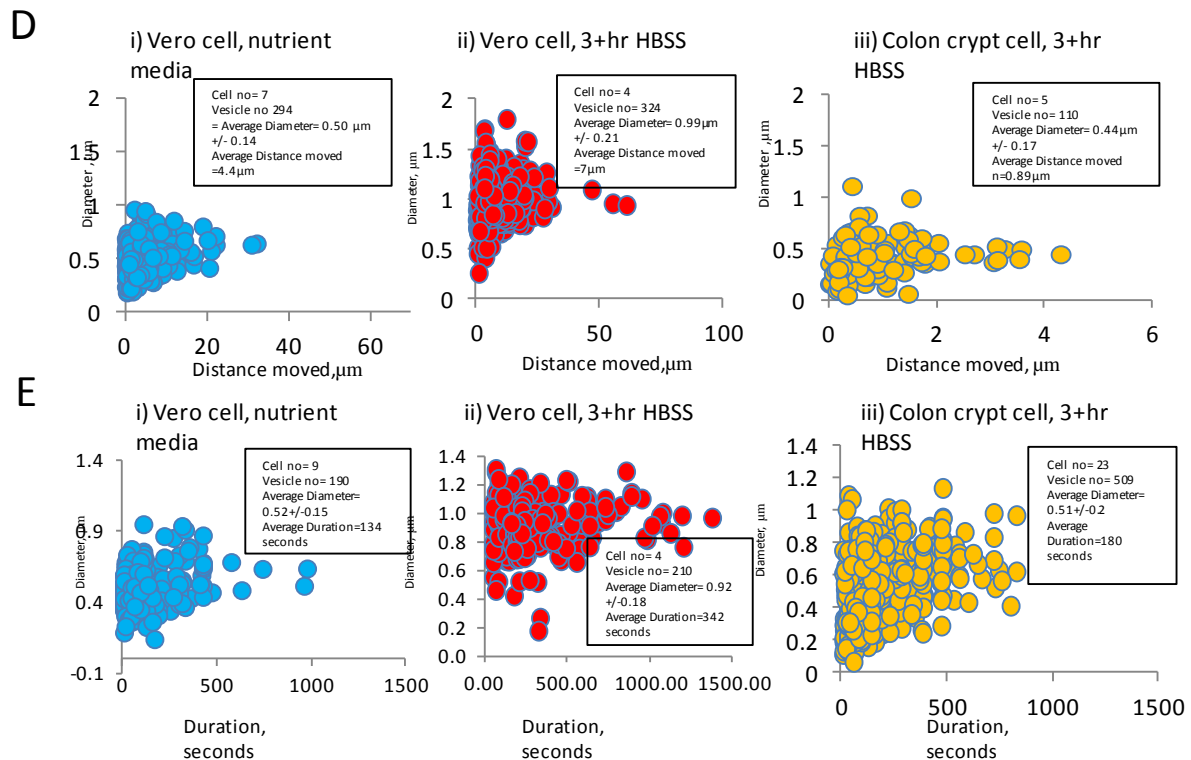 D
i) Vero cell, nutrient
media
Cell no= 7
Vesicle no 294
= Average Diameter= 0.50 µm
+/- 0.14
Average Distance moved
=4.4µm
Diameter, µm
2
1.5
1
0.5
0
0
20
40
60
Distance moved,µm
ii) Vero cell, 3+hr HBSS
Cell no= 4
Vesicle no= 324
Average Diameter= 0.99µm
+/- 0.21
Average Distance moved
=7µm
Diameter, µm
2
1.5
1
0.5
0
0
50
100
Distance moved,µm
iii) Colon crypt cell, 3+hr
HBSS
Cell no= 5
Vesicle no= 110
Average Diameter= 0.44µm
+/- 0.17
Average Distance moved
n=0.89µm
Diameter ,µm
2
1.5
1
0.5
0
0
2
4
6
Distance moved,µm
E
i) Vero cell, nutrient
media
Cell no= 9
Vesicle no= 190
Average Diameter=
0.52+/-0.15
Average Duration=134
seconds
Diameter, µm
1.4
0.9
0.4
-0.1
0
500
1000
1500
Duration,
seconds
ii) Vero cell, 3+hr HBSS
Cell no= 4
Vesicle no= 210
Average Diameter= 0.92
+/-0.18
Average Duration=342
seconds
Diameter, µm
1.4
1.2
1.0
0.8
0.6
0.4
0.2
0.0
0.00
500.00
1000.00
1500.00
Duration,
seconds
iii) Colon crypt cell, 3+hr
HBSS
Cell no= 23
Vesicle no= 509
Average Diameter=
0.51+/-0.2
Average
Duration=180
seconds
Diameter, µm
1.4
1.2
1
0.8
0.6
0.4
0.2
0
0
500
1000
1500
Duration,
seconds